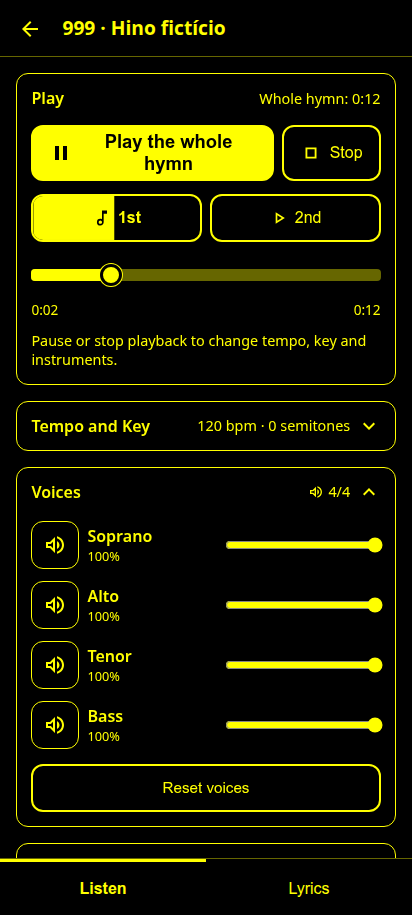 999 · Hino fictício
Play
Whole hymn: 0:12
Play the whole
hymn
Stop
1st
2nd
0:02
0:12
Pause or stop playback to change tempo, key and
instruments.
Tempo and Key
120 bpm · 0 semitones
Voices
4/4
Soprano
100%
Alto
100%
Tenor
100%
Bass
100%
Reset voices
Listen
Lyrics